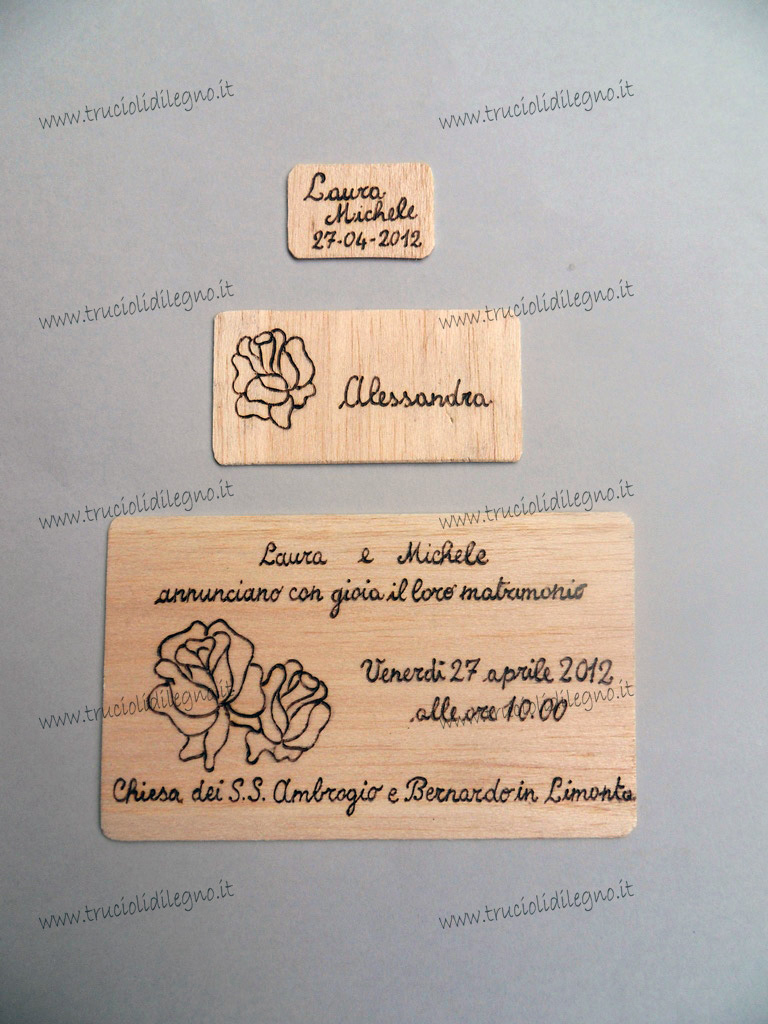 www.truciolidilegno.it www.truciolidilegno.it
Laura
Michele
27-04-2012
www.truciolidilegno.it www.truciolidilegno.it
Alessandra
www.truciolidilegno.it www.truciolidilegno.it
Laura e Michele
annunciano con gioia il loro matrimonio
Venerdì 27 aprile 2012
www.truciolidilegno.it www.truciolidilegno.it
alle ore 10.00
Chiesa dei S.S. Ambrogio e Bernardo in Limonta
www.truciolidilegno.it www.truciolidilegno.it